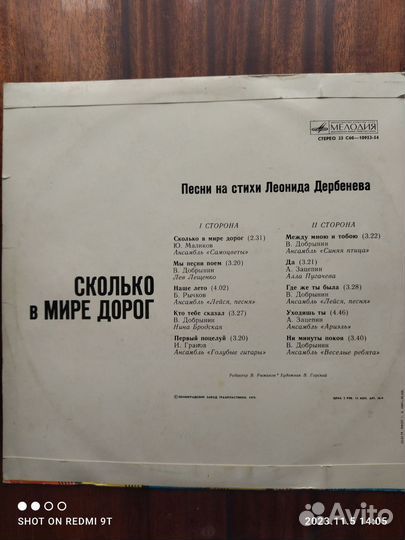 МЕЛОДИЯ
СТЕРЕО 33 С60—10953-54
Песни на стихи Леонида Дербенева
СКОЛЬКО
в МИРЕ ДОРОГ
I СТОРОНА
Сколько в мире дорог (2.31)
Ю. Маликов
Ансамбль «Самоцветы»
Мы песни поем (3.20)
В. Добрынин
Лев Лещенко
Наше лето (4.02)
Б. Рычков
Ансамбль «Лейся, песня»
Кто тебе сказал (3.27)
В. Добрынин
Нина Бродская
Первый поцелуй (3.20)
И.
Ансамбль «Голубые гитары»
II СТОРОНА
Между мною и тобою (3.22)
В. Добрынин
Ансамбль «Синяя птица»
Да (3.21)
А. Зацепин
Алла Пугачева
Где же ты была (3.28)
В. Добрынин
Ансамбль «Лейся, песня»
Уходишь ты (4.46)
А. Зацепин
Ансамбль «Ариэль»
Ни минуты покоя (3.40)
В. Добрынин
Ансамбль «Веселые ребята»
Редактор В. Рыжиков * Художник В.
SHOT ON REDMI 9T
2023.11.5 14:05
Avito